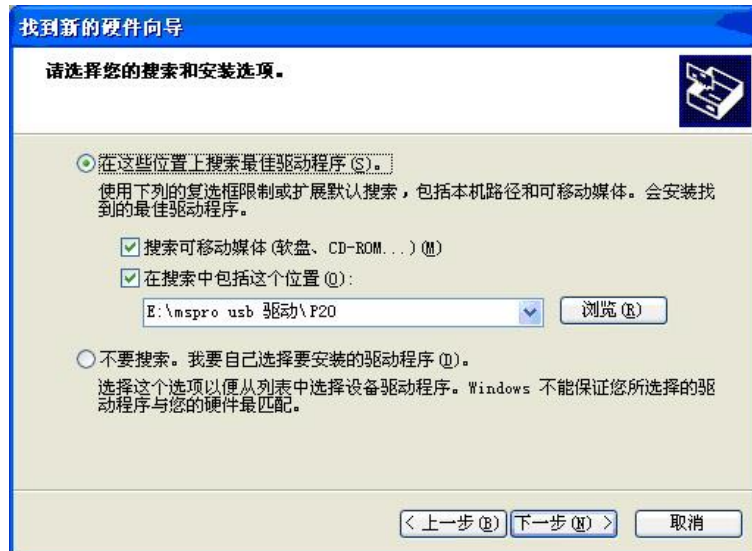 找到新的硬件向导
请选择您的搜索和安装选项。
在这些位置上搜索最佳驱动程序(S)。
使用下列的复选框限制或扩展默认搜索，包括本机路径和可移动媒体。会安装找
到的最佳驱动程序。
搜索可移动媒体(软盘、CD-ROM...)(M)
在搜索中包括这个位置(O):
E:\mspro usb 驱动\P20
浏览(R)
不要搜索。我要自己选择要安装的驱动程序(D)。
选择这个选项以便从列表中选择设备驱动程序。Windows 不能保证您所选择的驱
动程序与您的硬件最匹配。
< 上一步(B) 下一步(N) > 取消